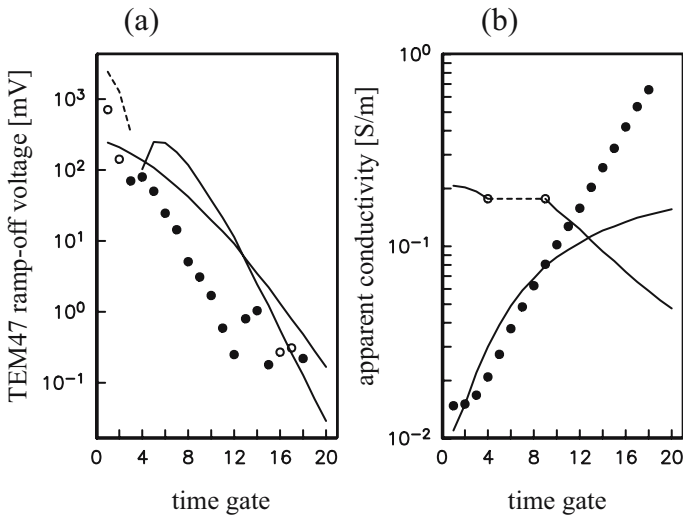 (a)
(b)
TEM47 ramp-off voltage [mV]
10³
10²
10¹
10⁰
10⁻¹
0 4 8 12 16 20
time gate
apparent conductivity [S/m]
10⁰
10⁻¹
10⁻²
0 4 8 12 16 20
time gate